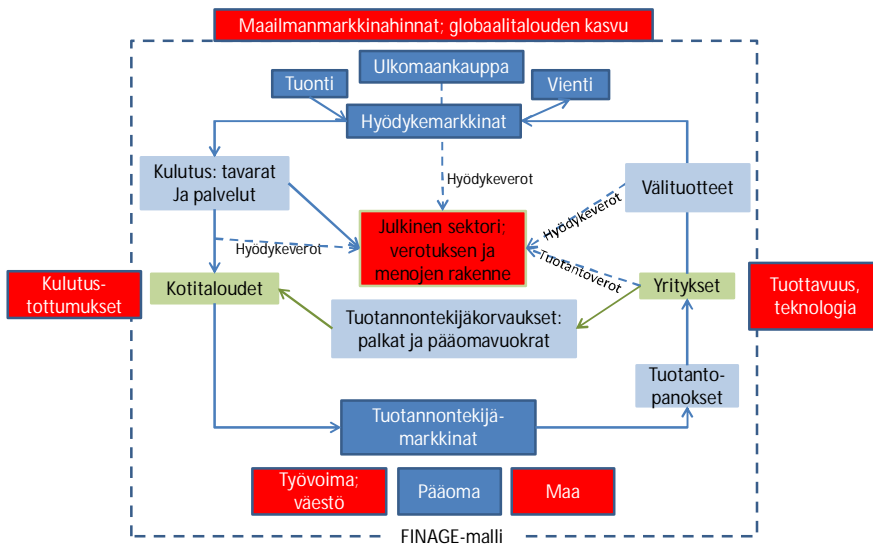 Maailmanmarkkinahinnat; globaalitalouden kasvu
Ulkomaankauppa
Tuonti
Vienti
Hyödykemarkkinat
Kulutus: tavarat
Ja palvelut
Hyödykeverot
Välituotteet
Hyödykeverot
Julkinen sektori;
verotuksen ja
menojen rakenne
Hyödykeverot
Tuotantoverot
Kulutus-
tottumukset
Kotitaloudet
Yritykset
Tuottavuus,
teknologia
Tuotannontekijäkorvaukset:
palkat ja pääomavuokrat
Tuotanto-
panokset
Tuotannontekijä-
markkinat
Työvoima;
väestö
Pääoma
Maa
FINAGE-malli